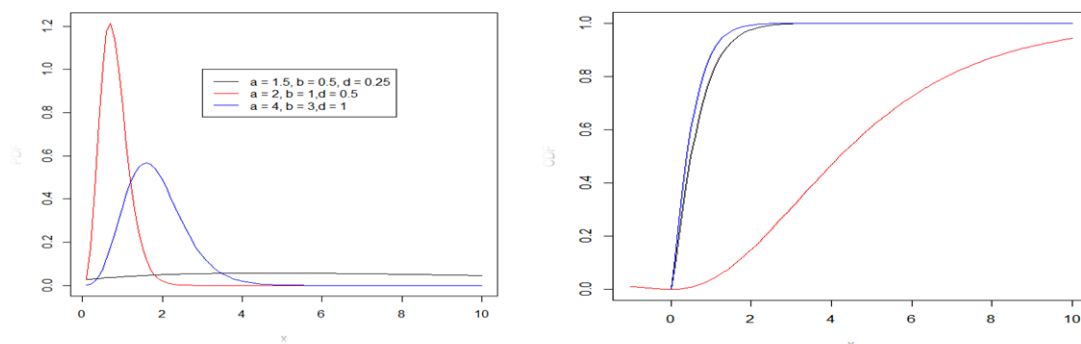 PDF
1.2
1.0
0.8
0.6
0.4
0.2
0.0
a = 1.5, b = 0.5, d = 0.25
a = 2, b = 1,d = 0.5
a = 4, b = 3,d = 1
0 2 4 6 8 10
x
CDF
1.0
0.8
0.6
0.4
0.2
0.0
0 2 4 6 8 10
x